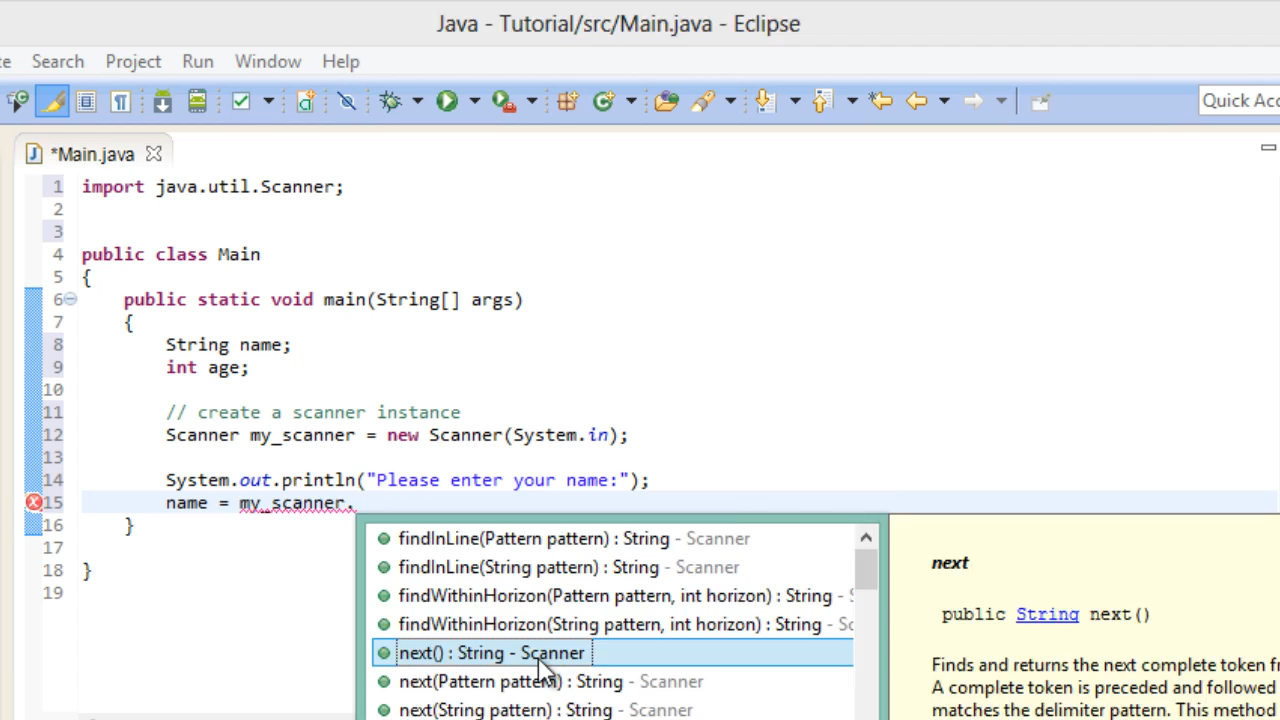 Java - Tutorial/src/Main.java - Eclipse
te Search Project Run Window Help
Quick Acc
*Main.java
1 import java.util.Scanner;
2
3
4 public class Main
5 {
6 public static void main(String[] args)
7 {
8 String name;
9 int age;
10
11 // create a scanner instance
12 Scanner my_scanner = new Scanner(System.in);
13
14 System.out.println("Please enter your name:");
15 name = my_scanner.
16 }
17
18 }
19
findInLine(Pattern pattern) : String - Scanner
findInLine(String pattern) : String - Scanner
findWithinHorizon(Pattern pattern, int horizon) : String - S
findWithinHorizon(String pattern, int horizon) : String - Sc
next() : String - Scanner
next(Pattern pattern) : String - Scanner
next(String pattern) : String - Scanner
next
public String next()
Finds and returns the next complete token f
A complete token is preceded and followed
matches the delimiter pattern. This method